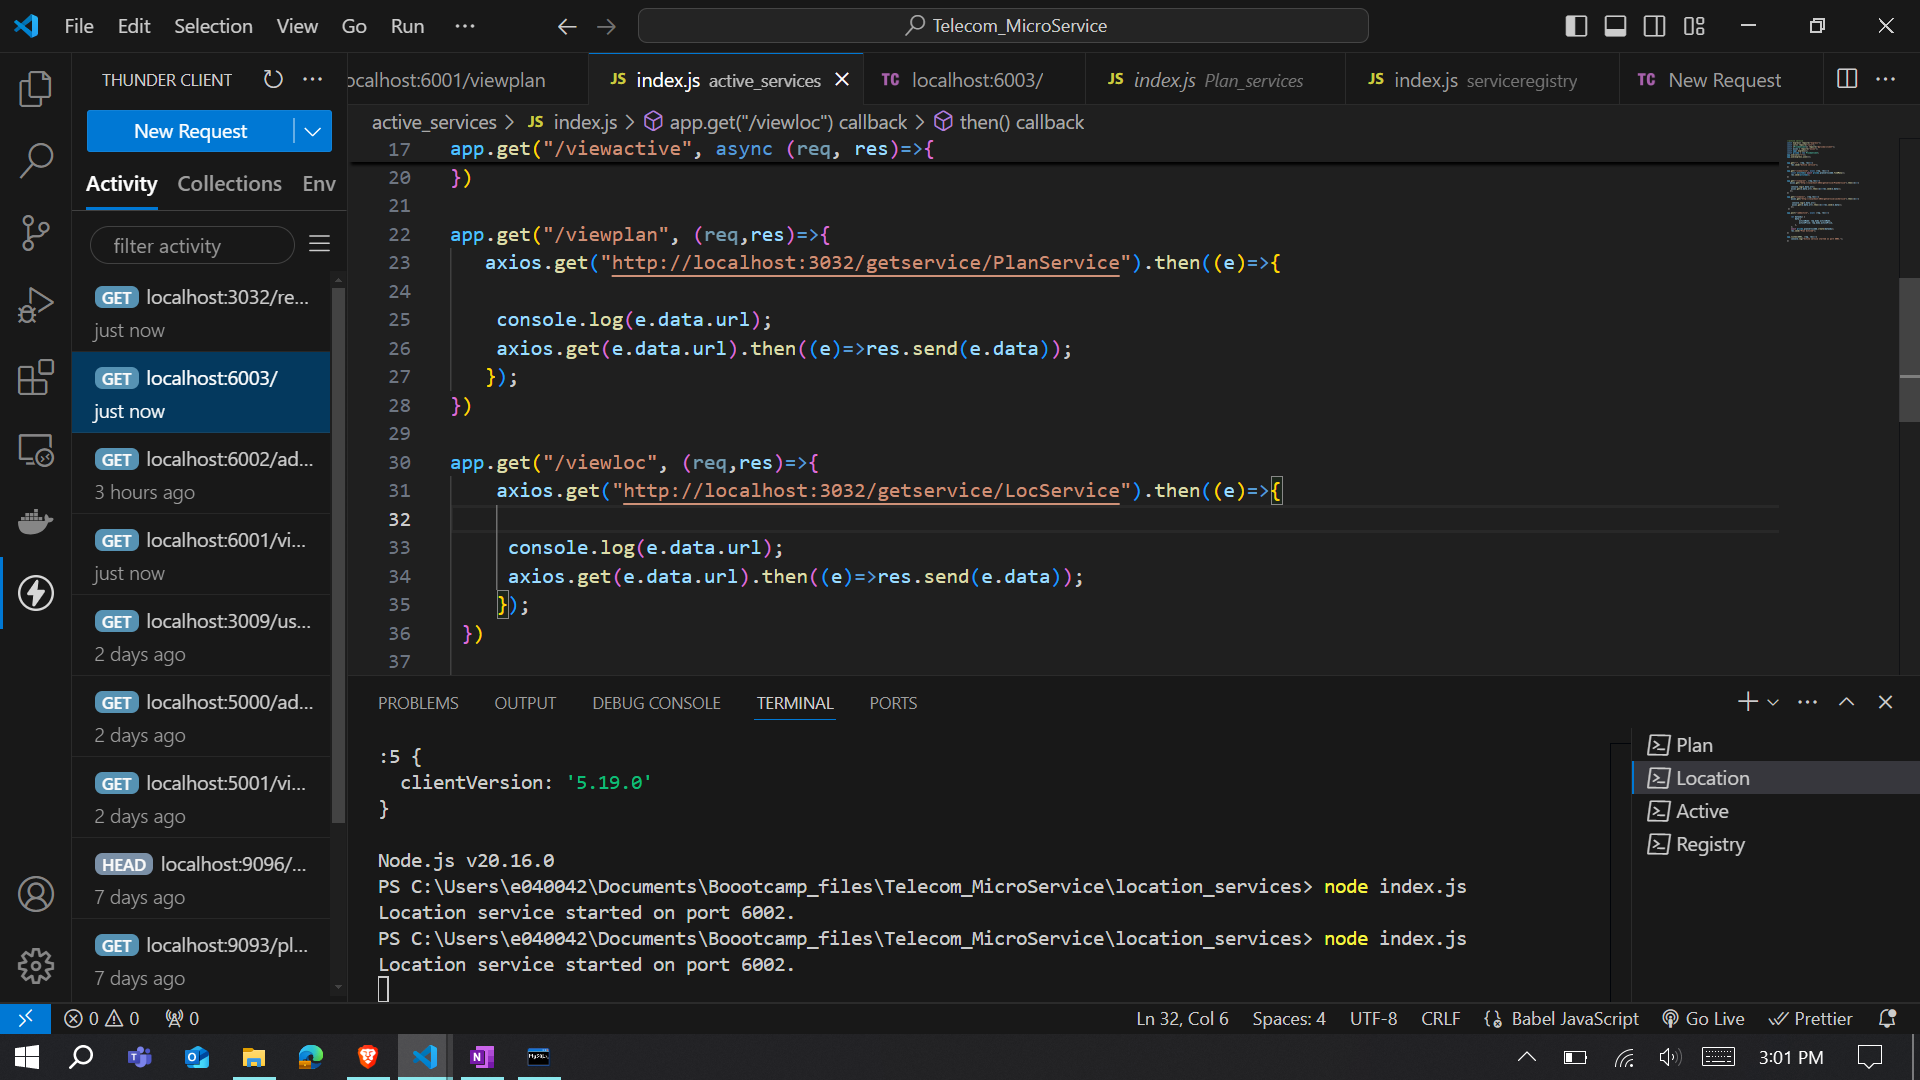 File Edit Selection View Go Run ··· Telecom_MicroService
THUNDER CLIENT
New Request
Activity Collections Env
filter activity
GET localhost:3032/re...
just now
GET localhost:6003/
just now
GET localhost:6002/ad...
3 hours ago
GET localhost:6001/vi...
just now
GET localhost:3009/us...
2 days ago
GET localhost:5000/ad...
2 days ago
GET localhost:5001/vi...
2 days ago
HEAD localhost:9096/...
7 days ago
GET localhost:9093/pl...
7 days ago
ocalhost:6001/viewplan JS index.js active_services TC localhost:6003/ JS index.js Plan_services JS index.js serviceregistry TC New Request
active_services > JS index.js > app.get("/viewloc") callback > then() callback
17 app.get("/viewactive", async (req, res)=>{
20 })
21
22 app.get("/viewplan", (req,res)=>{
23 axios.get("http://localhost:3032/getservice/PlanService").then((e)=>{
24
25 console.log(e.data.url);
26 axios.get(e.data.url).then((e)=>res.send(e.data));
27 });
28 })
29
30 app.get("/viewloc", (req,res)=>{
31 axios.get("http://localhost:3032/getservice/LocService").then((e)=>{
32
33 console.log(e.data.url);
34 axios.get(e.data.url).then((e)=>res.send(e.data));
35 });
36 })
37
PROBLEMS OUTPUT DEBUG CONSOLE TERMINAL PORTS
:5 {
clientVersion: '5.19.0'
}
Node.js v20.16.0
PS C:\Users\e040042\Documents\Boootcamp_files\Telecom_MicroService\location_services> node index.js
Location service started on port 6002.
PS C:\Users\e040042\Documents\Boootcamp_files\Telecom_MicroService\location_services> node index.js
Location service started on port 6002.
Plan
Location
Active
Registry
0 0 0 Ln 32, Col 6 Spaces: 4 UTF-8 CRLF Babel JavaScript Go Live Prettier
3:01 PM